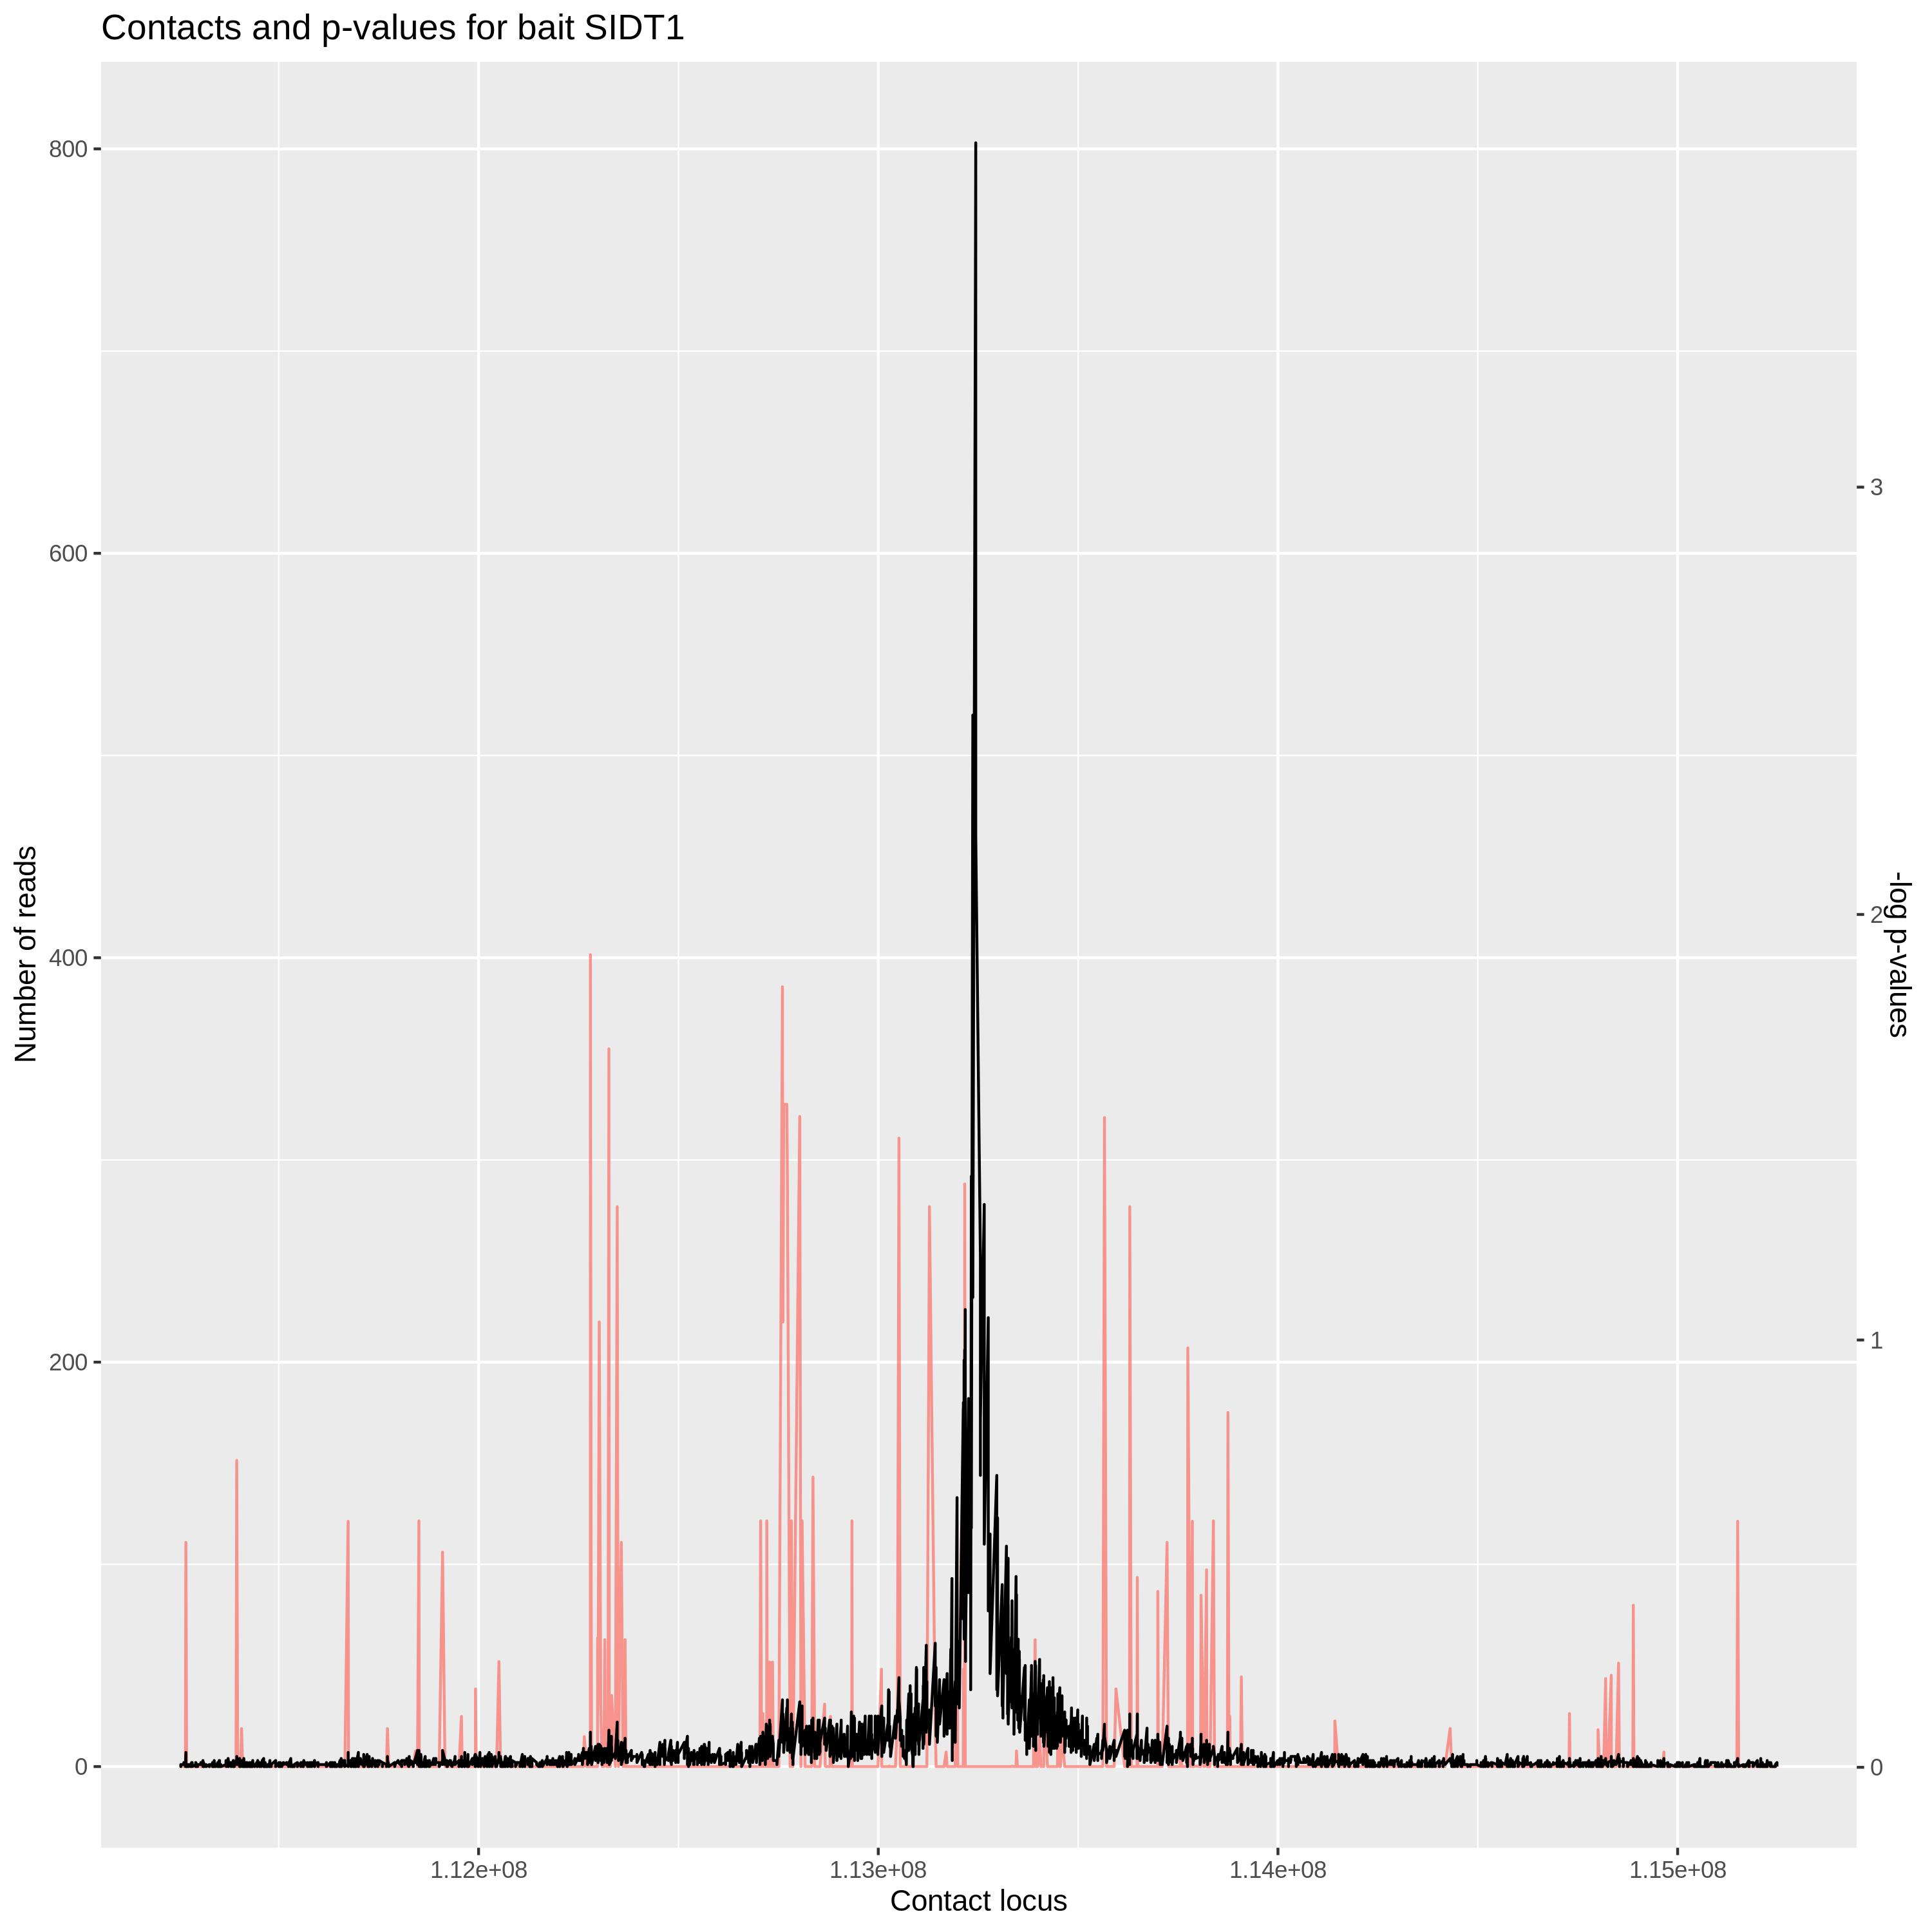 Contacts and p-values for bait SIDT1
800
600
400
200
0
Number of reads
3
2
1
0
-log p-values
1.12e+08
1.13e+08
1.14e+08
1.15e+08
Contact locus